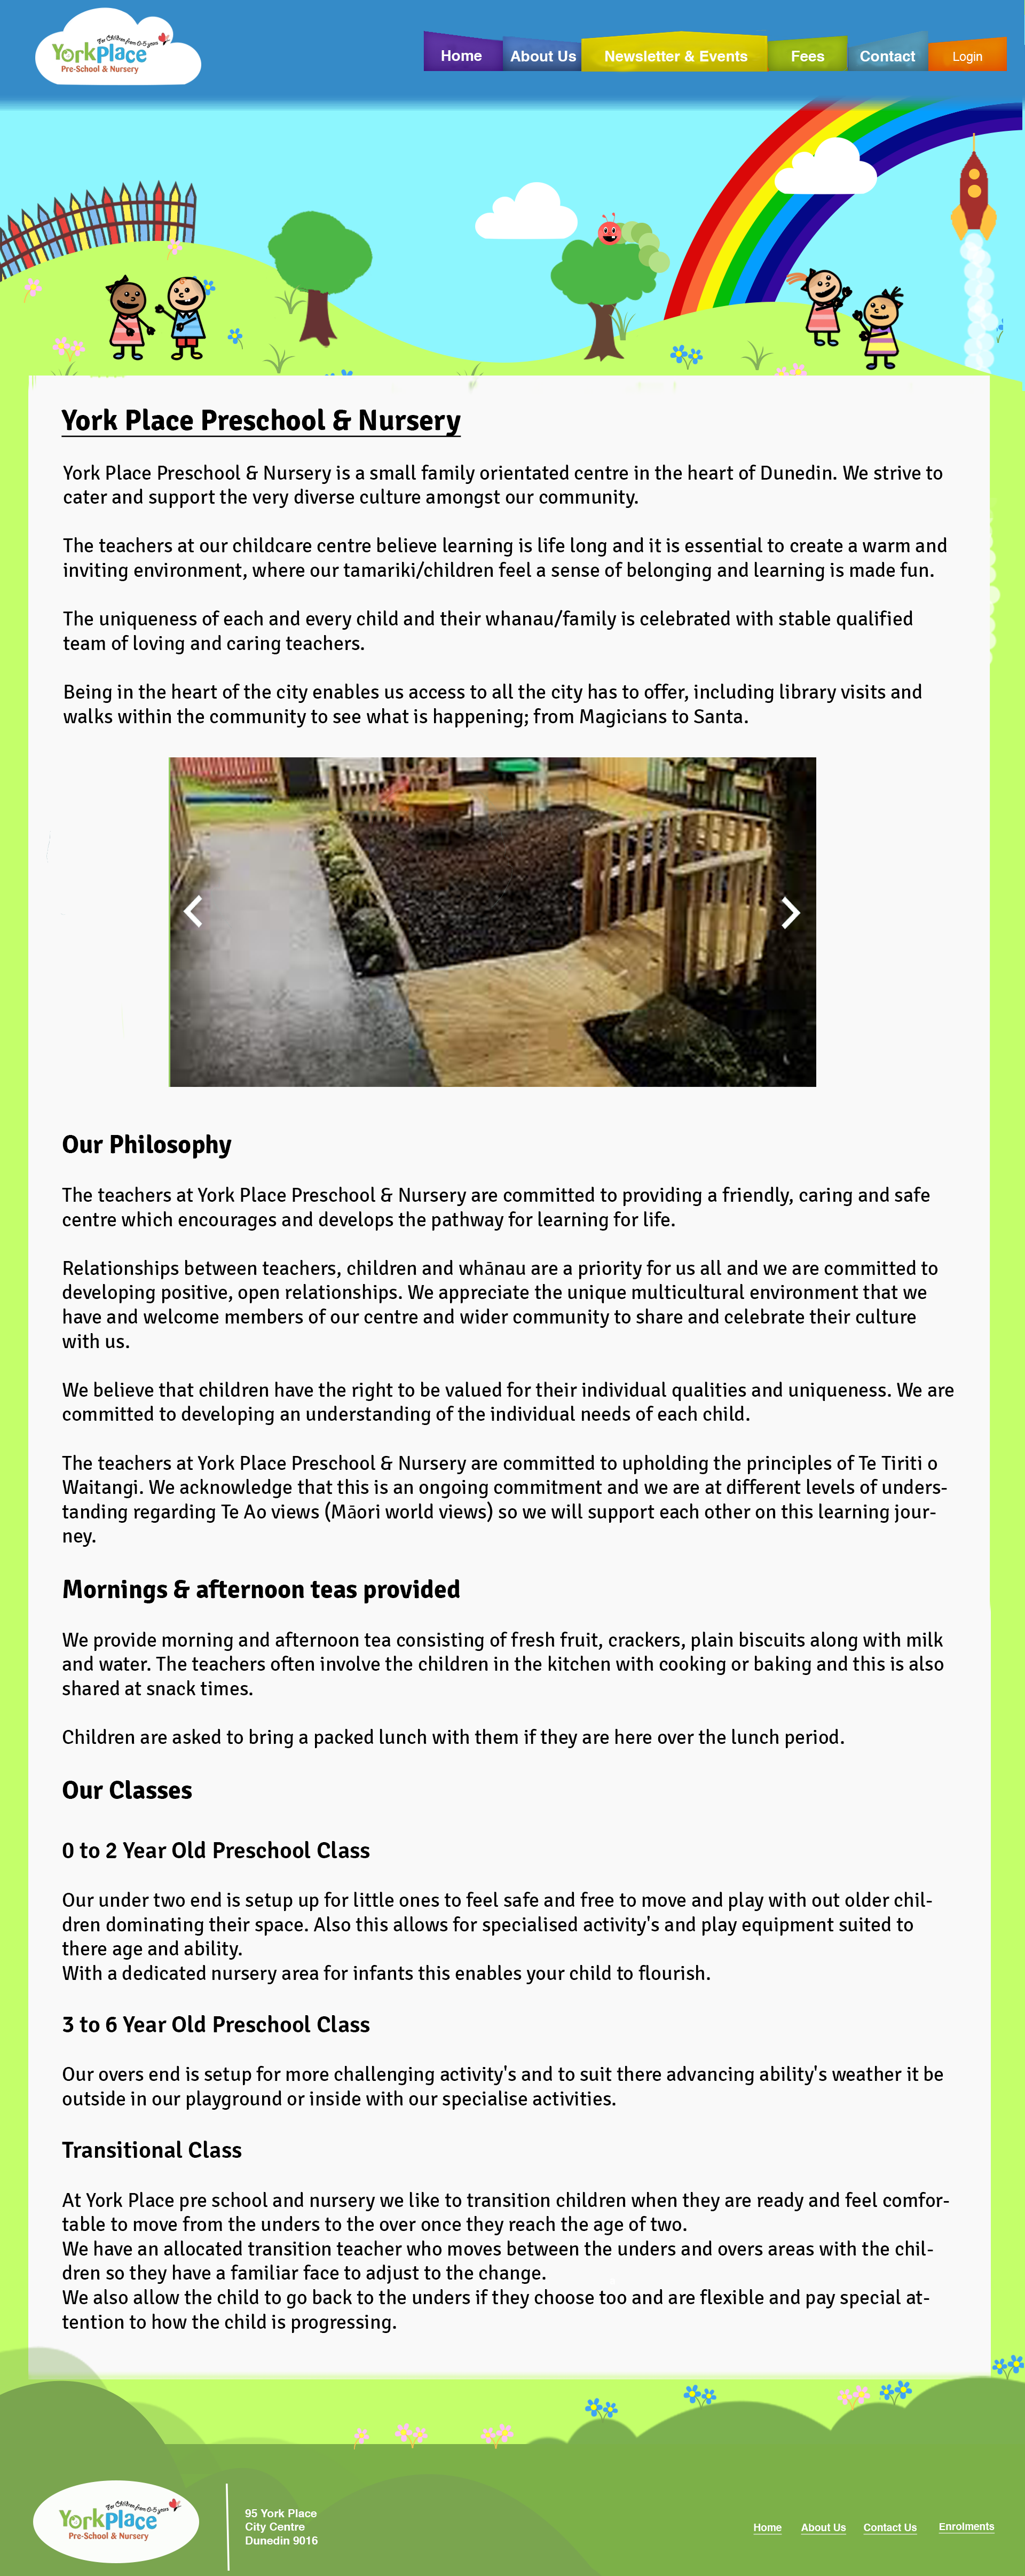 For Children from 0-5 years
YorkPlace
Pre-School & Nursery
Home
About Us
Newsletter & Events
Fees
Contact
Login
York Place Preschool & Nursery
York Place Preschool & Nursery is a small family orientated centre in the heart of Dunedin. We strive to
cater and support the very diverse culture amongst our community.
The teachers at our childcare centre believe learning is life long and it is essential to create a warm and
inviting environment, where our tamariki/children feel a sense of belonging and learning is made fun.
The uniqueness of each and every child and their whanau/family is celebrated with stable qualified
team of loving and caring teachers.
Being in the heart of the city enables us access to all the city has to offer, including library visits and
walks within the community to see what is happening; from Magicians to Santa.
Our Philosophy
The teachers at York Place Preschool & Nursery are committed to providing a friendly, caring and safe
centre which encourages and develops the pathway for learning for life.
Relationships between teachers, children and whānau are a priority for us all and we are committed to
developing positive, open relationships. We appreciate the unique multicultural environment that we
have and welcome members of our centre and wider community to share and celebrate their culture
with us.
We believe that children have the right to be valued for their individual qualities and uniqueness. We are
committed to developing an understanding of the individual needs of each child.
The teachers at York Place Preschool & Nursery are committed to upholding the principles of Te Tiriti o
Waitangi. We acknowledge that this is an ongoing commitment and we are at different levels of unders-
tanding regarding Te Ao views (Māori world views) so we will support each other on this learning jour-
ney.
Mornings & afternoon teas provided
We provide morning and afternoon tea consisting of fresh fruit, crackers, plain biscuits along with milk
and water. The teachers often involve the children in the kitchen with cooking or baking and this is also
shared at snack times.
Children are asked to bring a packed lunch with them if they are here over the lunch period.
Our Classes
0 to 2 Year Old Preschool Class
Our under two end is setup up for little ones to feel safe and free to move and play with out older chil-
dren dominating their space. Also this allows for specialised activity's and play equipment suited to
there age and ability.
With a dedicated nursery area for infants this enables your child to flourish.
3 to 6 Year Old Preschool Class
Our overs end is setup for more challenging activity's and to suit there advancing ability's weather it be
outside in our playground or inside with our specialise activities.
Transitional Class
At York Place pre school and nursery we like to transition children when they are ready and feel comfor-
table to move from the unders to the over once they reach the age of two.
We have an allocated transition teacher who moves between the unders and overs areas with the chil-
dren so they have a familiar face to adjust to the change.
We also allow the child to go back to the unders if they choose too and are flexible and pay special at-
tention to how the child is progressing.
For Children from 0-5 years
YorkPlace
Pre-School & Nursery
95 York Place
City Centre
Dunedin 9016
Home
About Us
Contact Us
Enrolments